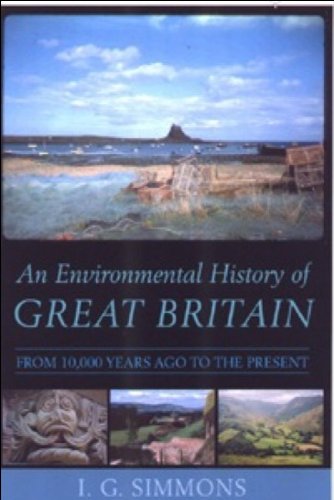 An Environmental History of
GREAT BRITAIN
FROM 10,000 YEARS AGO TO THE PRESENT
I. G. SIMMONS